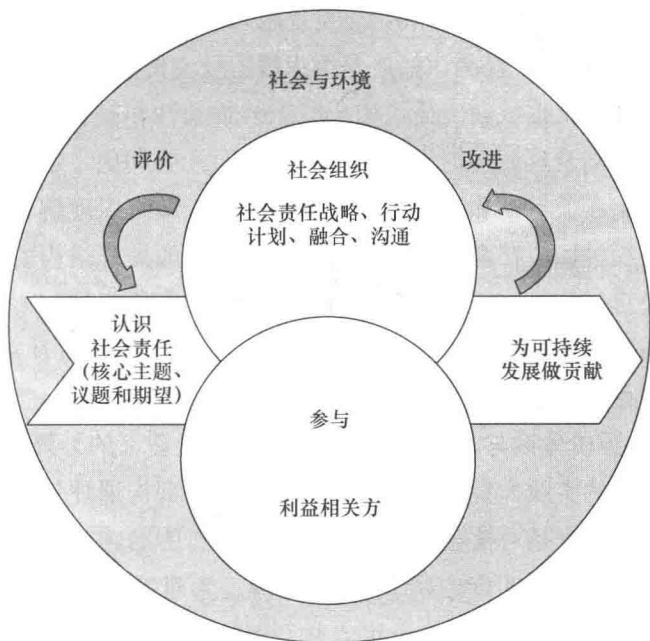 社会与环境
评价
改进
社会组织
社会责任战略、行动
计划、融合、沟通
认识
社会责任
(核心主题、
议题和期望)
为可持续
发展做贡献
参与
利益相关方